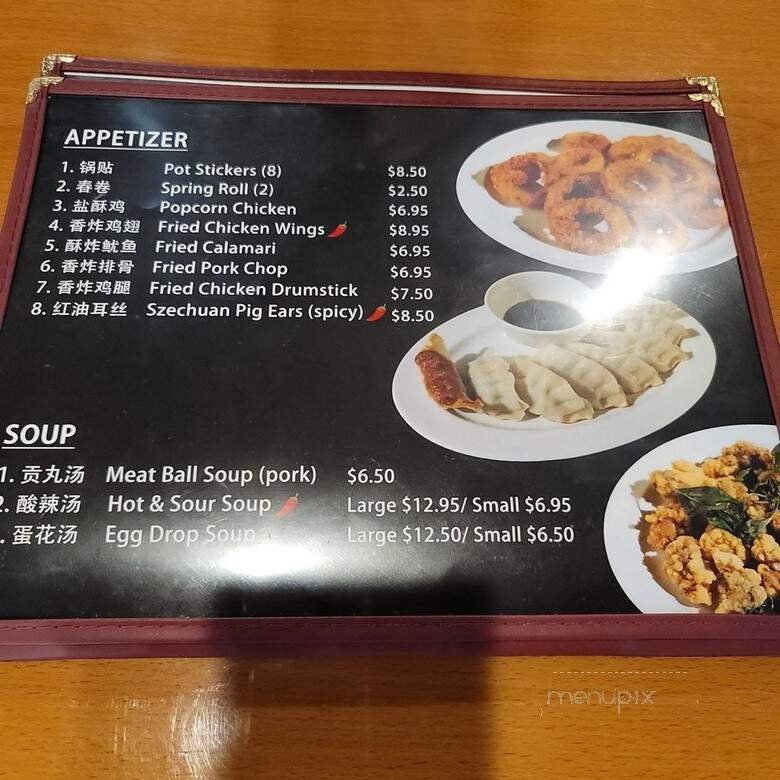 APPETIZER
1. 锅贴 Pot Stickers (8) $8.50
2. 春卷 Spring Roll (2) $2.50
3. 盐酥鸡 Popcorn Chicken $6.95
4. 香炸鸡翅 Fried Chicken Wings $8.95
5. 酥炸鱿鱼 Fried Calamari $6.95
6. 香炸排骨 Fried Pork Chop $6.95
7. 香炸鸡腿 Fried Chicken Drumstick $7.50
8. 红油耳丝 Szechuan Pig Ears (spicy) $8.50
SOUP
1. 贡丸汤 Meat Ball Soup (pork) $6.50
2. 酸辣汤 Hot & Sour Soup Large $12.95/ Small $6.95
. 蛋花汤 Egg Drop Soup Large $12.50/ Small $6.50
menupix